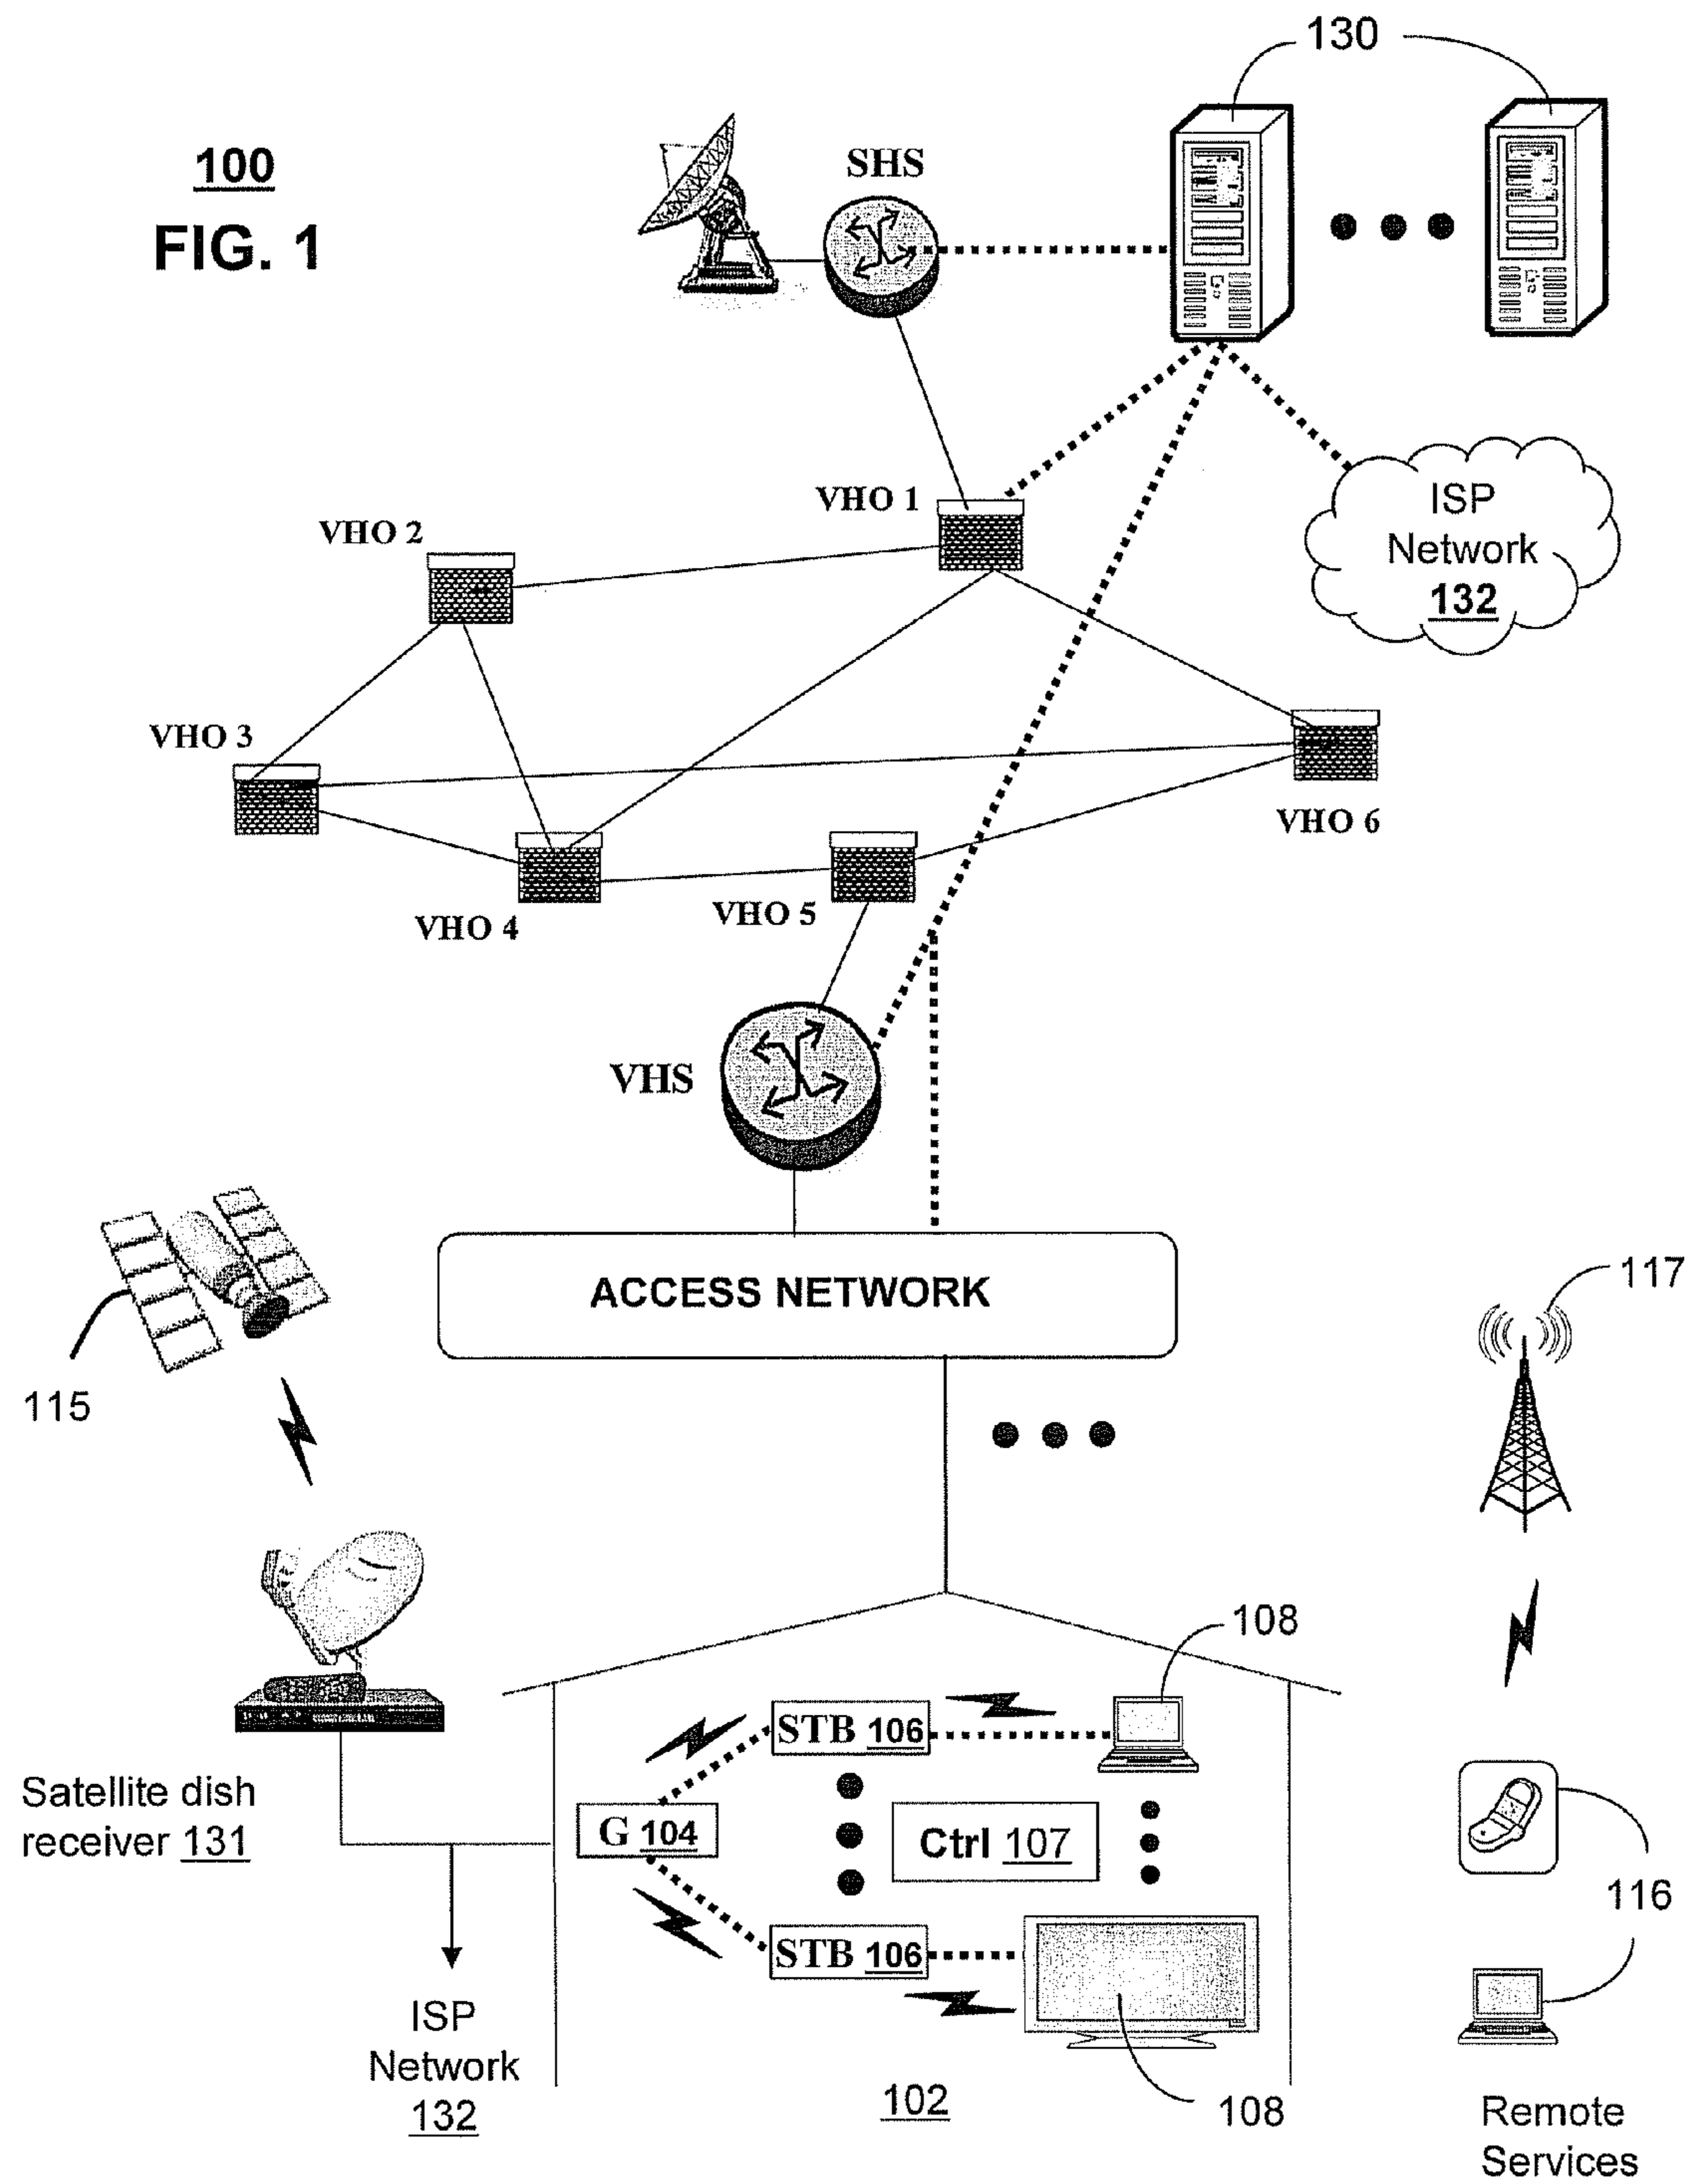 130
100
FIG. 1
SHS
VHO 1
ISP
Network
132
VHO 2
VHO 3
VHO 6
VHO 4
VHO 5
VHS
ACCESS NETWORK
115
117
108
STB 106
G 104
Ctrl 107
STB 106
108
Satellite dish
receiver 131
116
ISP
Network
132
102
Remote
Services